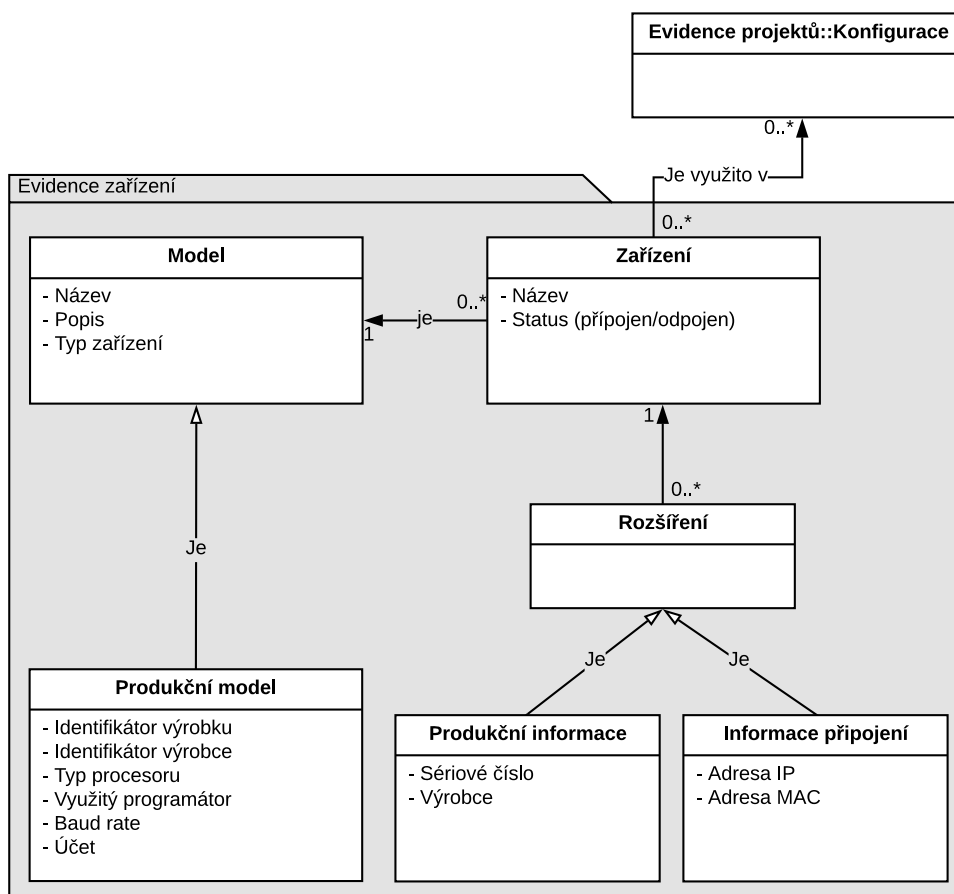 Evidence projektů::Konfigurace
0..*
Je využito v
Evidence zařízení
0..*
Model
- Název
- Popis
- Typ zařízení
Zařízení
- Název
- Status (přípojen/odpojen)
0..*
je
1
1
0..*
Rozšíření
Je
Je
Je
Produkční model
- Identifikátor výrobku
- Identifikátor výrobce
- Typ procesoru
- Využitý programátor
- Baud rate
- Účet
Produkční informace
- Sériové číslo
- Výrobce
Informace připojení
- Adresa IP
- Adresa MAC